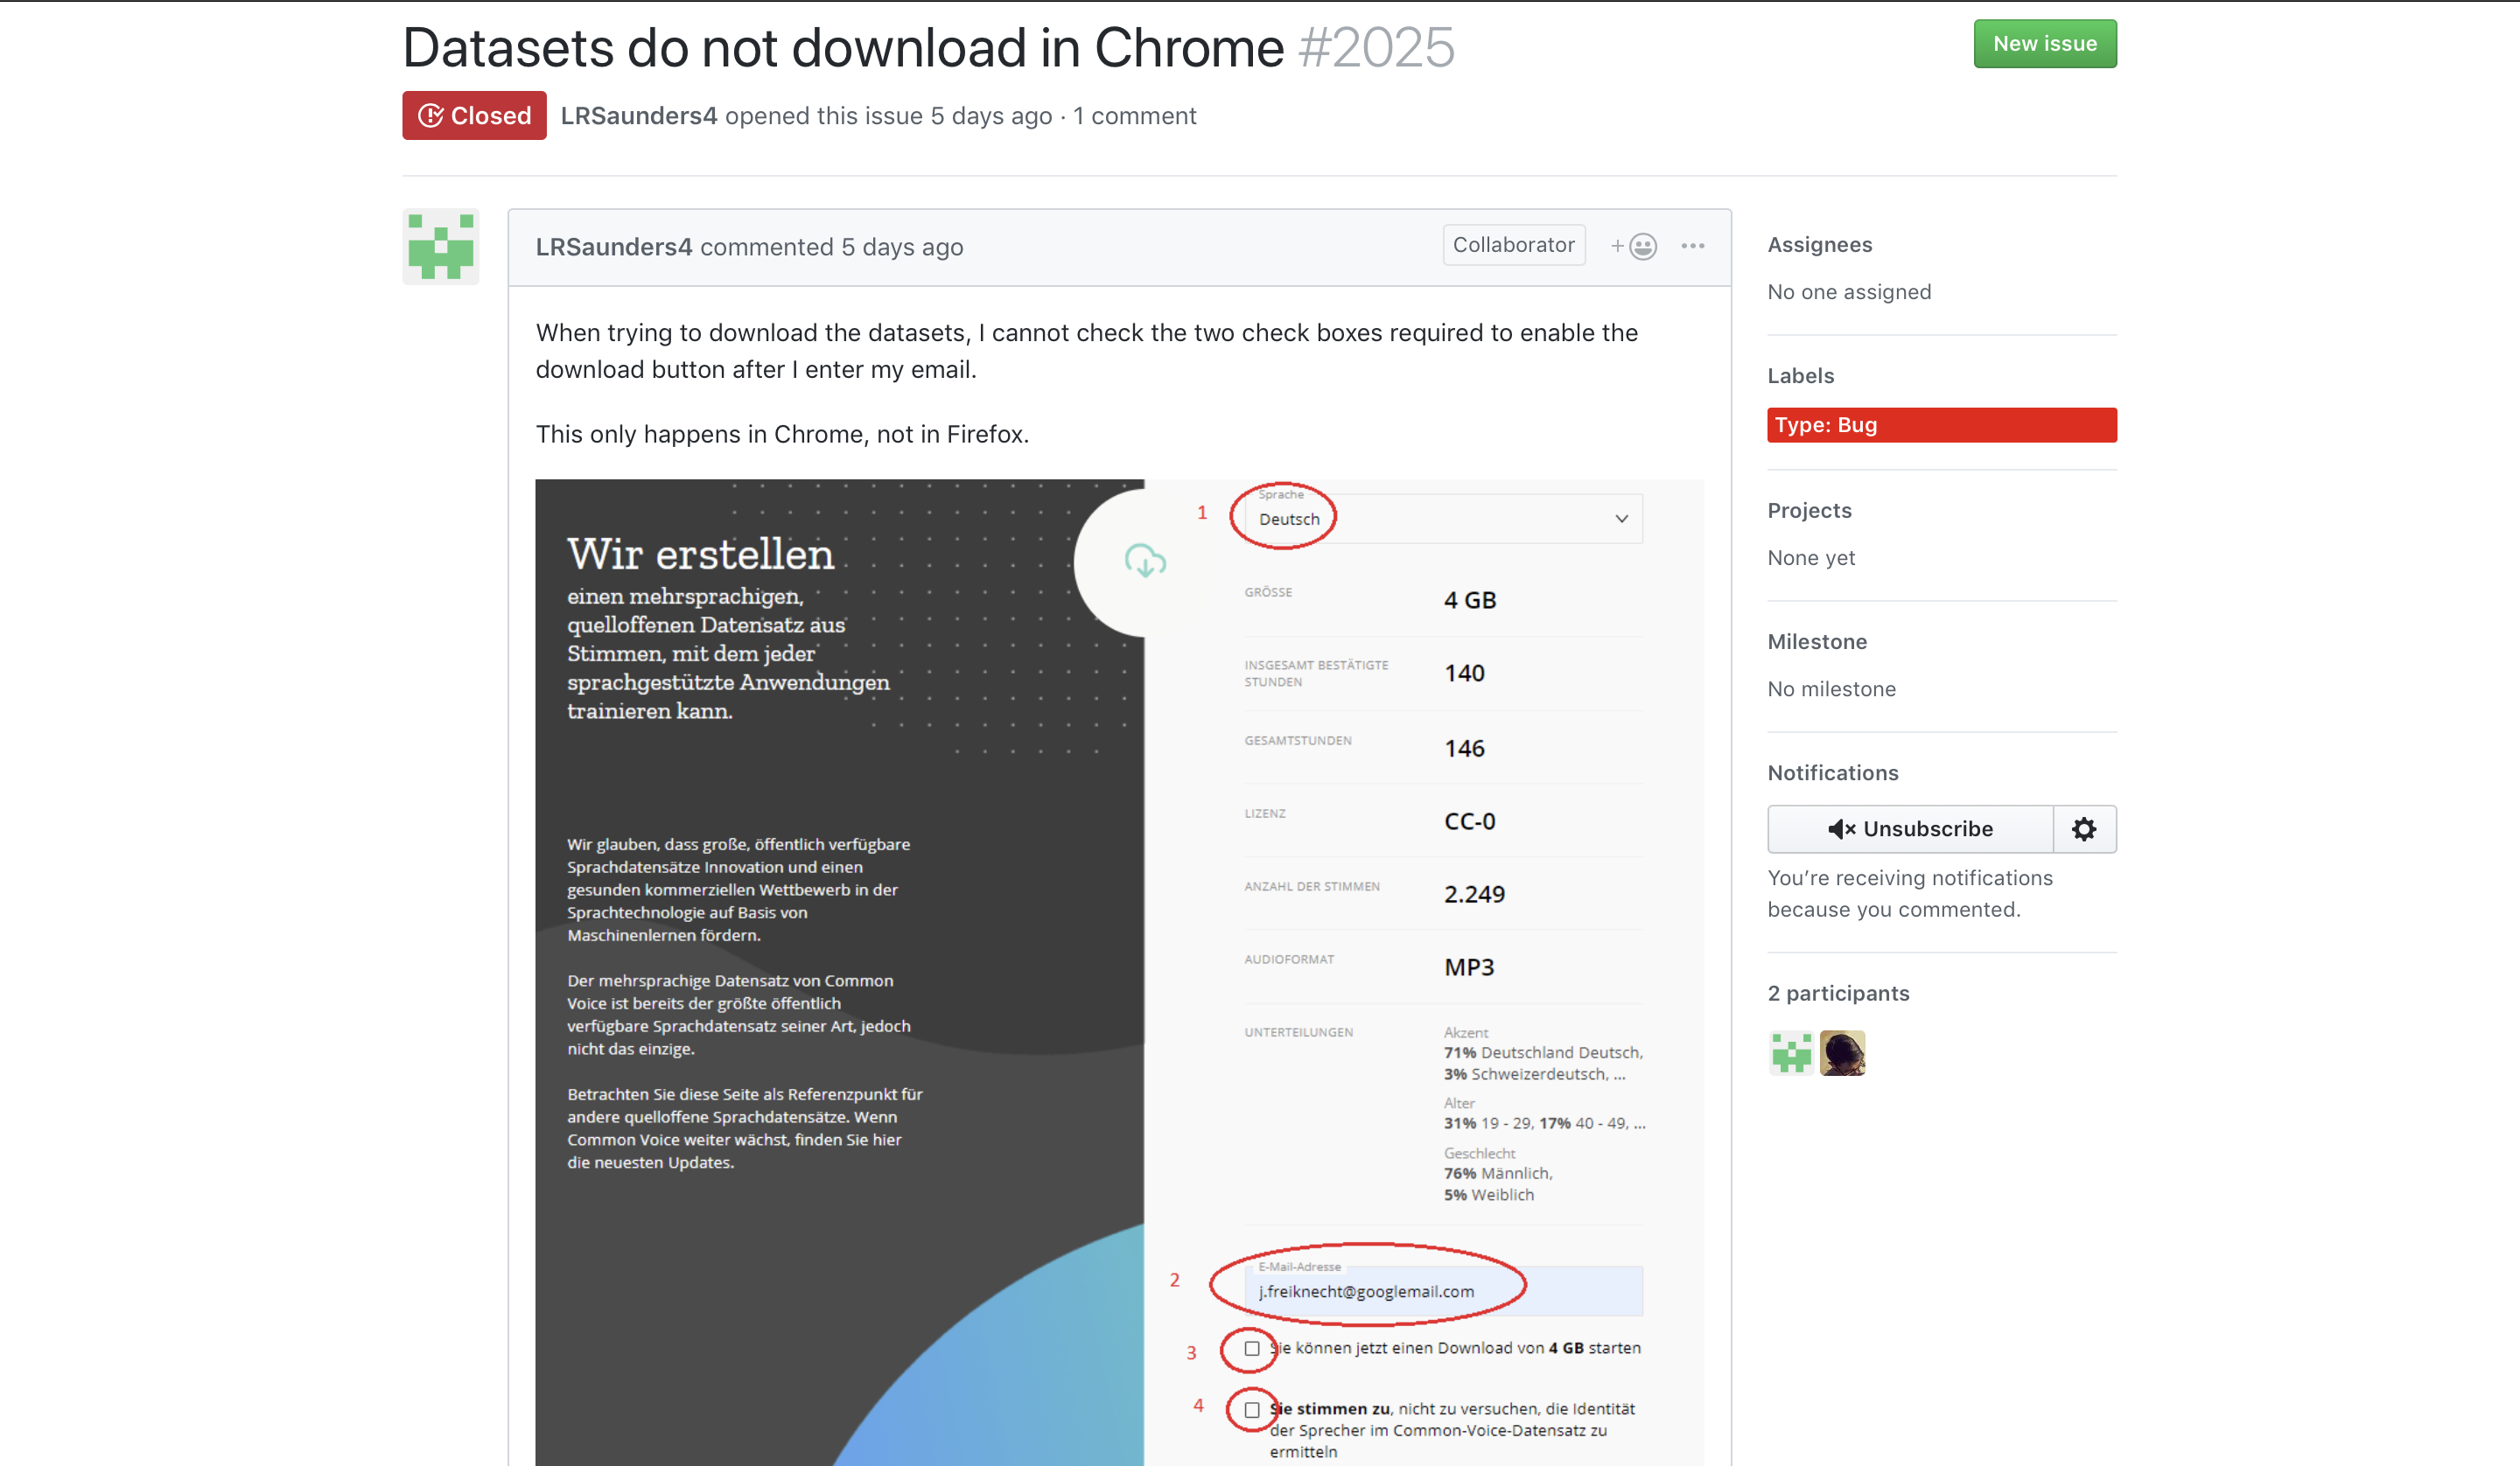 Datasets do not download in Chrome #2025
New issue
Closed
LRSaunders4 opened this issue 5 days ago · 1 comment
LRSaunders4 commented 5 days ago
Collaborator
When trying to download the datasets, I cannot check the two check boxes required to enable the
download button after I enter my email.
This only happens in Chrome, not in Firefox.
Wir erstellen
einen mehrsprachigen,
quelloffenen Datensatz aus
Stimmen, mit dem jeder
sprachgestützte Anwendungen
trainieren kann.
Wir glauben, dass große, öffentlich verfügbare
Sprachdatensätze Innovation und einen
gesunden kommerziellen Wettbewerb in der
Sprachtechnologie auf Basis von
Maschinenlernen fördern.
Der mehrsprachige Datensatz von Common
Voice ist bereits der größte öffentlich
verfügbare Sprachdatensatz seiner Art, jedoch
nicht das einzige.
Betrachten Sie diese Seite als Referenzpunkt für
andere quelloffene Sprachdatensätze. Wenn
Common Voice weiter wächst, finden Sie hier
die neuesten Updates.
1
Sprache
Deutsch
GRÖSSE
4 GB
INSGESAMT BESTÄTIGTE
STUNDEN
140
GESAMTSTUNDEN
146
LIZENZ
CC-0
ANZAHL DER STIMMEN
2.249
AUDIOFORMAT
MP3
UNTERTEILUNGEN
Akzent
71% Deutschland Deutsch,
3% Schweizerdeutsch, ...
Alter
31% 19 - 29, 17% 40 - 49, ...
Geschlecht
76% Männlich,
5% Weiblich
2
E-Mail-Adresse
j.freiknecht@googlemail.com
3
Sie können jetzt einen Download von 4 GB starten
4
Sie stimmen zu, nicht zu versuchen, die Identität
der Sprecher im Common-Voice-Datensatz zu
ermitteln
Assignees
No one assigned
Labels
Type: Bug
Projects
None yet
Milestone
No milestone
Notifications
Unsubscribe
You’re receiving notifications
because you commented.
2 participants